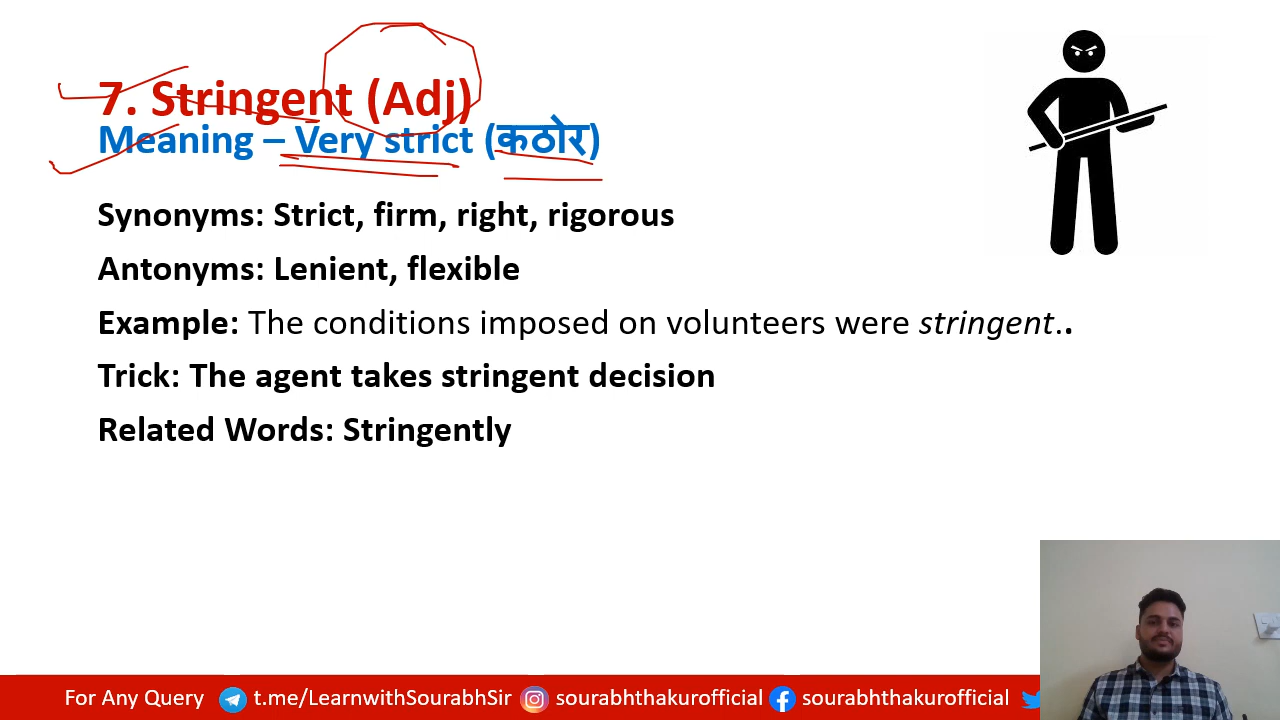 7. Stringent (Adj)
Meaning – Very strict (कठोर)
Synonyms: Strict, firm, right, rigorous
Antonyms: Lenient, flexible
Example: The conditions imposed on volunteers were stringent..
Trick: The agent takes stringent decision
Related Words: Stringently
For Any Query t.me/LearnwithSourabhSir sourabhthakurofficial sourabhthakurofficial